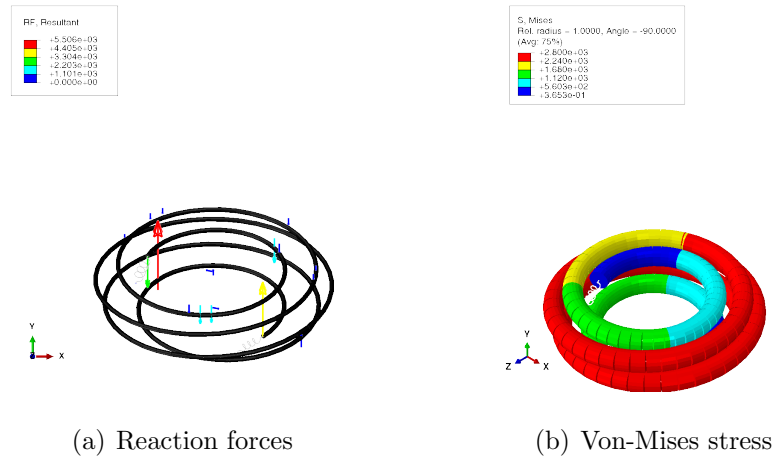 RF, Resultant
+5.506e+03
+4.405e+03
+3.304e+03
+2.203e+03
+1.101e+03
+0.000e+00
S, Mises
Rel. radius = 1.0000, Angle = -90.0000
(Avg: 75%)
+2.800e+03
+2.240e+03
+1.680e+03
+1.120e+03
+5.603e+02
+3.653e-01
Y
X
Y
Z
X
(a) Reaction forces
(b) Von-Mises stress